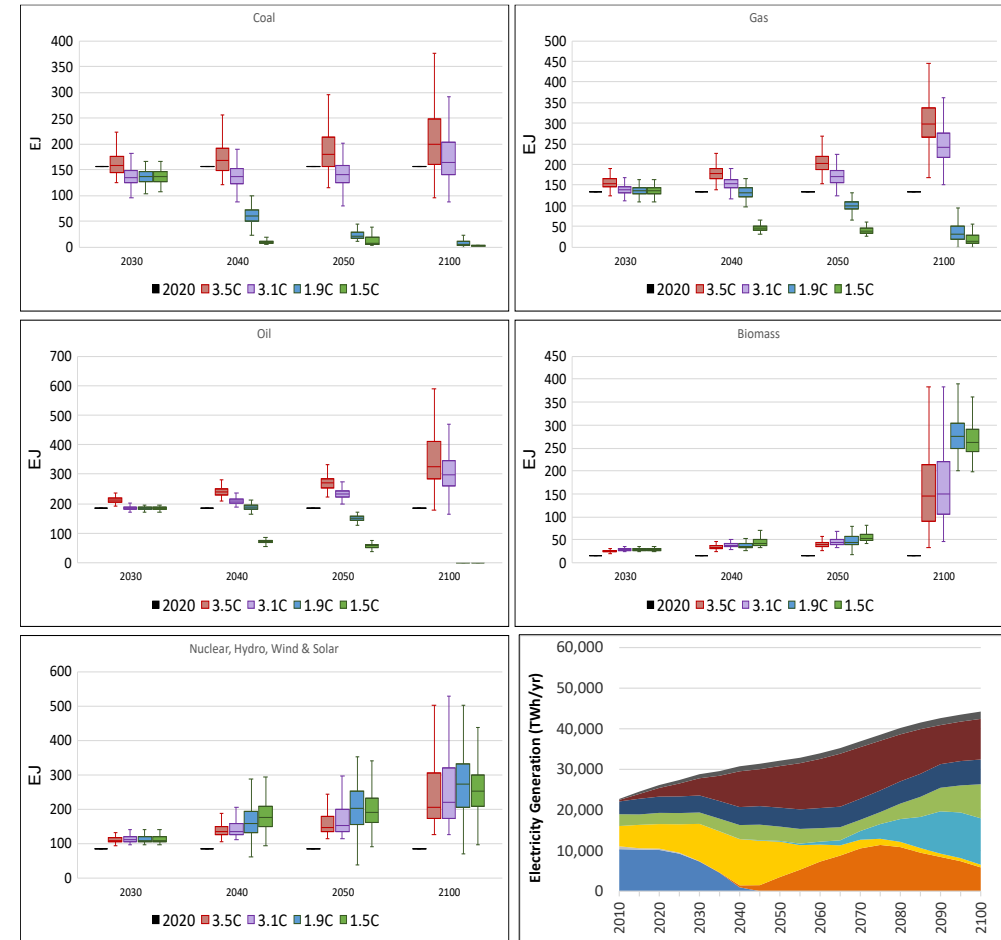 Coal
EJ
400
350
300
250
200
150
100
50
0
2030 2040 2050 2100
2020 3.5C 3.1C 1.9C 1.5C
Gas
EJ
500
450
400
350
300
250
200
150
100
50
0
2030 2040 2050 2100
2020 3.5C 3.1C 1.9C 1.5C
Oil
EJ
700
600
500
400
300
200
100
0
2030 2040 2050 2100
2020 3.5C 3.1C 1.9C 1.5C
Biomass
EJ
450
400
350
300
250
200
150
100
50
0
2030 2040 2050 2100
2020 3.5C 3.1C 1.9C 1.5C
Nuclear, Hydro, Wind & Solar
EJ
600
500
400
300
200
100
0
2030 2040 2050 2100
2020 3.5C 3.1C 1.9C 1.5C
Electricity Generation (TWh/yr)
60,000
50,000
40,000
30,000
20,000
10,000
0
2010 2020 2030 2040 2050 2060 2070 2080 2090 2100